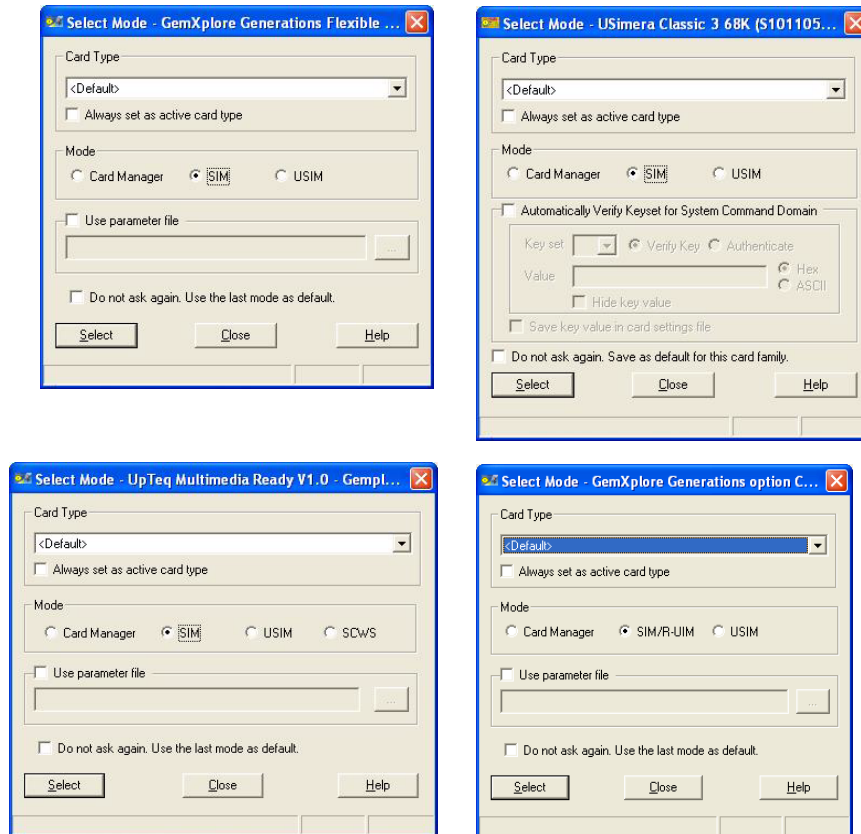 Select Mode - GemXplore Generations Flexible ...
Card Type
<Default>
Always set as active card type
Mode
Card Manager SIM USIM
Use parameter file
...
Do not ask again. Use the last mode as default.
Select Close Help
Select Mode - USimera Classic 3 68K (S101105...
Card Type
<Default>
Always set as active card type
Mode
Card Manager SIM USIM
Automatically Verify Keyset for System Command Domain
Key set Verify Key Authenticate
Value Hex
ASCII
Hide key value
Save key value in card settings file
Do not ask again. Save as default for this card family.
Select Close Help
Select Mode - UpTeq Multimedia Ready V1.0 - Gempl...
Card Type
<Default>
Always set as active card type
Mode
Card Manager SIM USIM SCWS
Use parameter file
...
Do not ask again. Use the last mode as default.
Select Close Help
Select Mode - GemXplore Generations option C...
Card Type
<Default>
Always set as active card type
Mode
Card Manager SIM/R-UIM USIM
Use parameter file
...
Do not ask again. Use the last mode as default.
Select Close Help